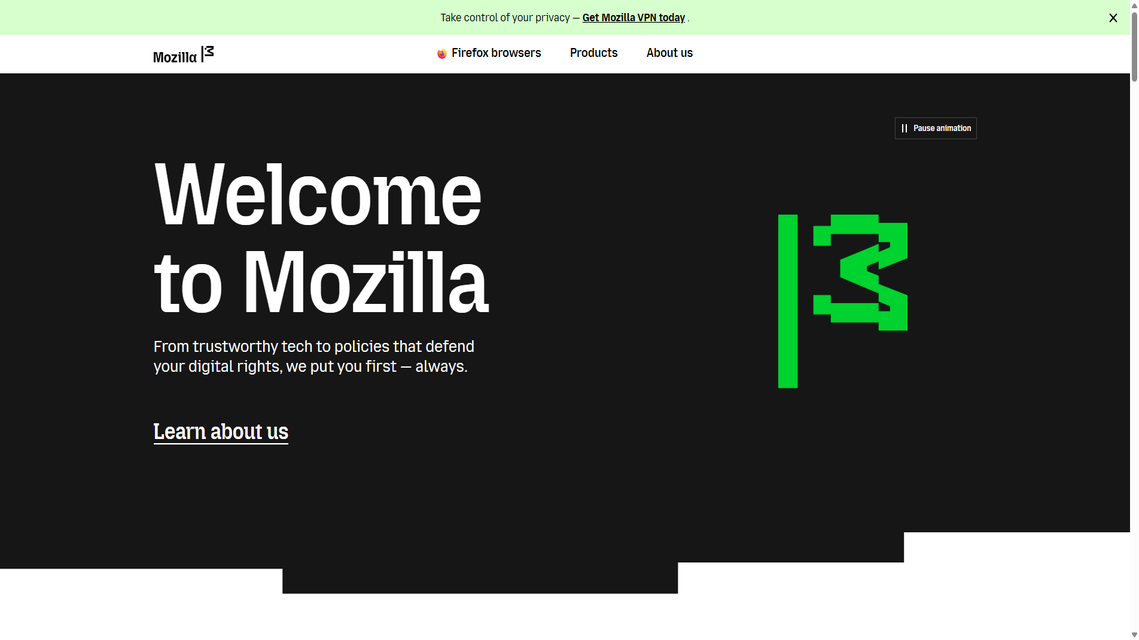 Take control of your privacy — Get Mozilla VPN today .
Mozilla
Firefox browsers
Products
About us
Pause animation
Welcome
to Mozilla
From trustworthy tech to policies that defend
your digital rights, we put you first — always.
Learn about us